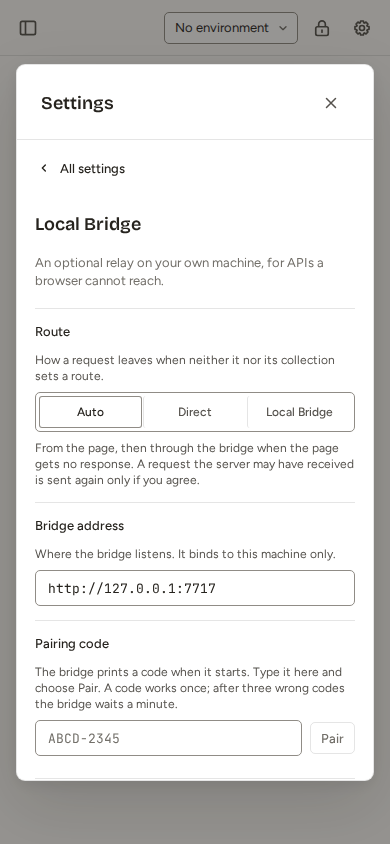 No environment
Settings
All settings
Local Bridge
An optional relay on your own machine, for APIs a
browser cannot reach.
Route
How a request leaves when neither it nor its collection
sets a route.
Auto
Direct
Local Bridge
From the page, then through the bridge when the page
gets no response. A request the server may have received
is sent again only if you agree.
Bridge address
Where the bridge listens. It binds to this machine only.
http://127.0.0.1:7717
Pairing code
The bridge prints a code when it starts. Type it here and
choose Pair. A code works once; after three wrong codes
the bridge waits a minute.
ABCD-2345
Pair